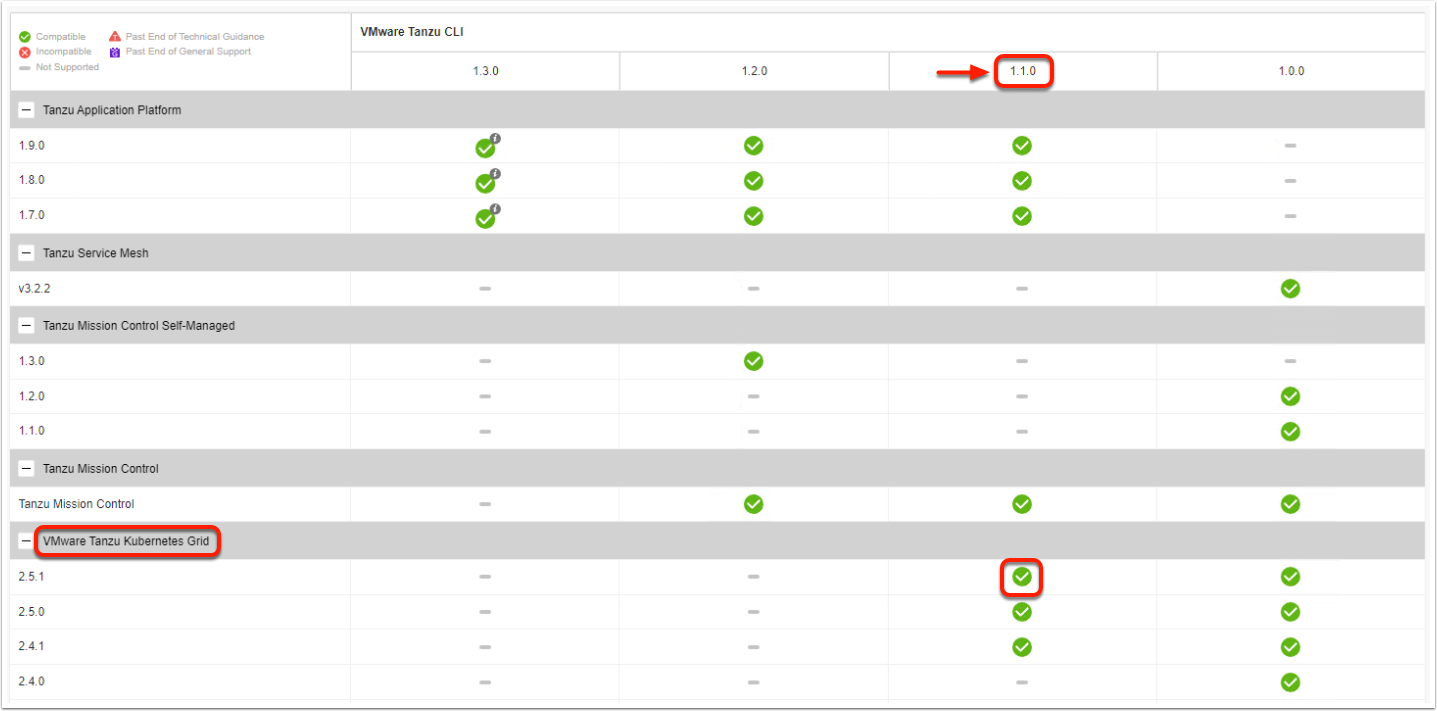 Compatible Past End of Technical Guidance
Incompatible Past End of General Support
Not Supported
VMware Tanzu CLI
1.3.0 1.2.0 1.1.0 1.0.0
Tanzu Application Platform
1.9.0
1.8.0
1.7.0
Tanzu Service Mesh
v3.2.2
Tanzu Mission Control Self-Managed
1.3.0
1.2.0
1.1.0
Tanzu Mission Control
Tanzu Mission Control
VMware Tanzu Kubernetes Grid
2.5.1
2.5.0
2.4.1
2.4.0